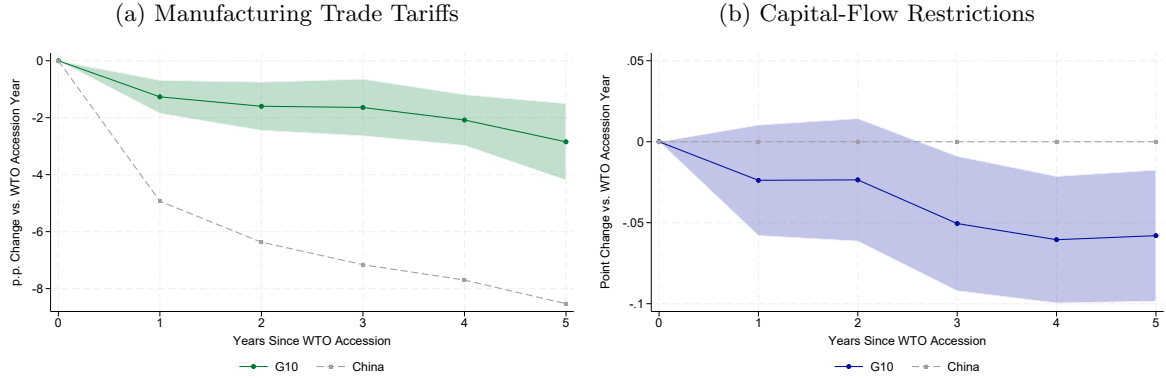 (a) Manufacturing Trade Tariffs
0
-2
-4
-6
-8
p.p. Change vs. WTO Accession Year
0 1 2 3 4 5
Years Since WTO Accession
G10 China
(b) Capital-Flow Restrictions
.05
0
-.05
-.1
Point Change vs. WTO Accession Year
0 1 2 3 4 5
Years Since WTO Accession
G10 China